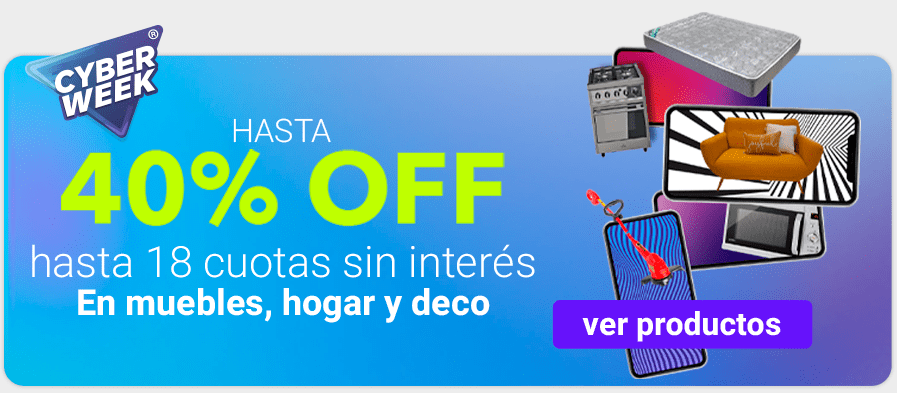 CYBER
WEEK®
HASTA
40% OFF
hasta 18 cuotas sin interés
En muebles, hogar y deco
ver productos